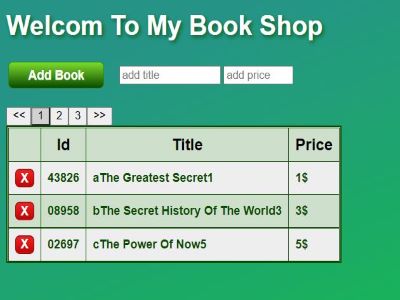 Welcom To My Book Shop
Add Book add title add price
<< 1 2 3 >>
Id Title Price
X 43826 aThe Greatest Secret1 1$
X 08958 bThe Secret History Of The World3 3$
X 02697 cThe Power Of Now5 5$